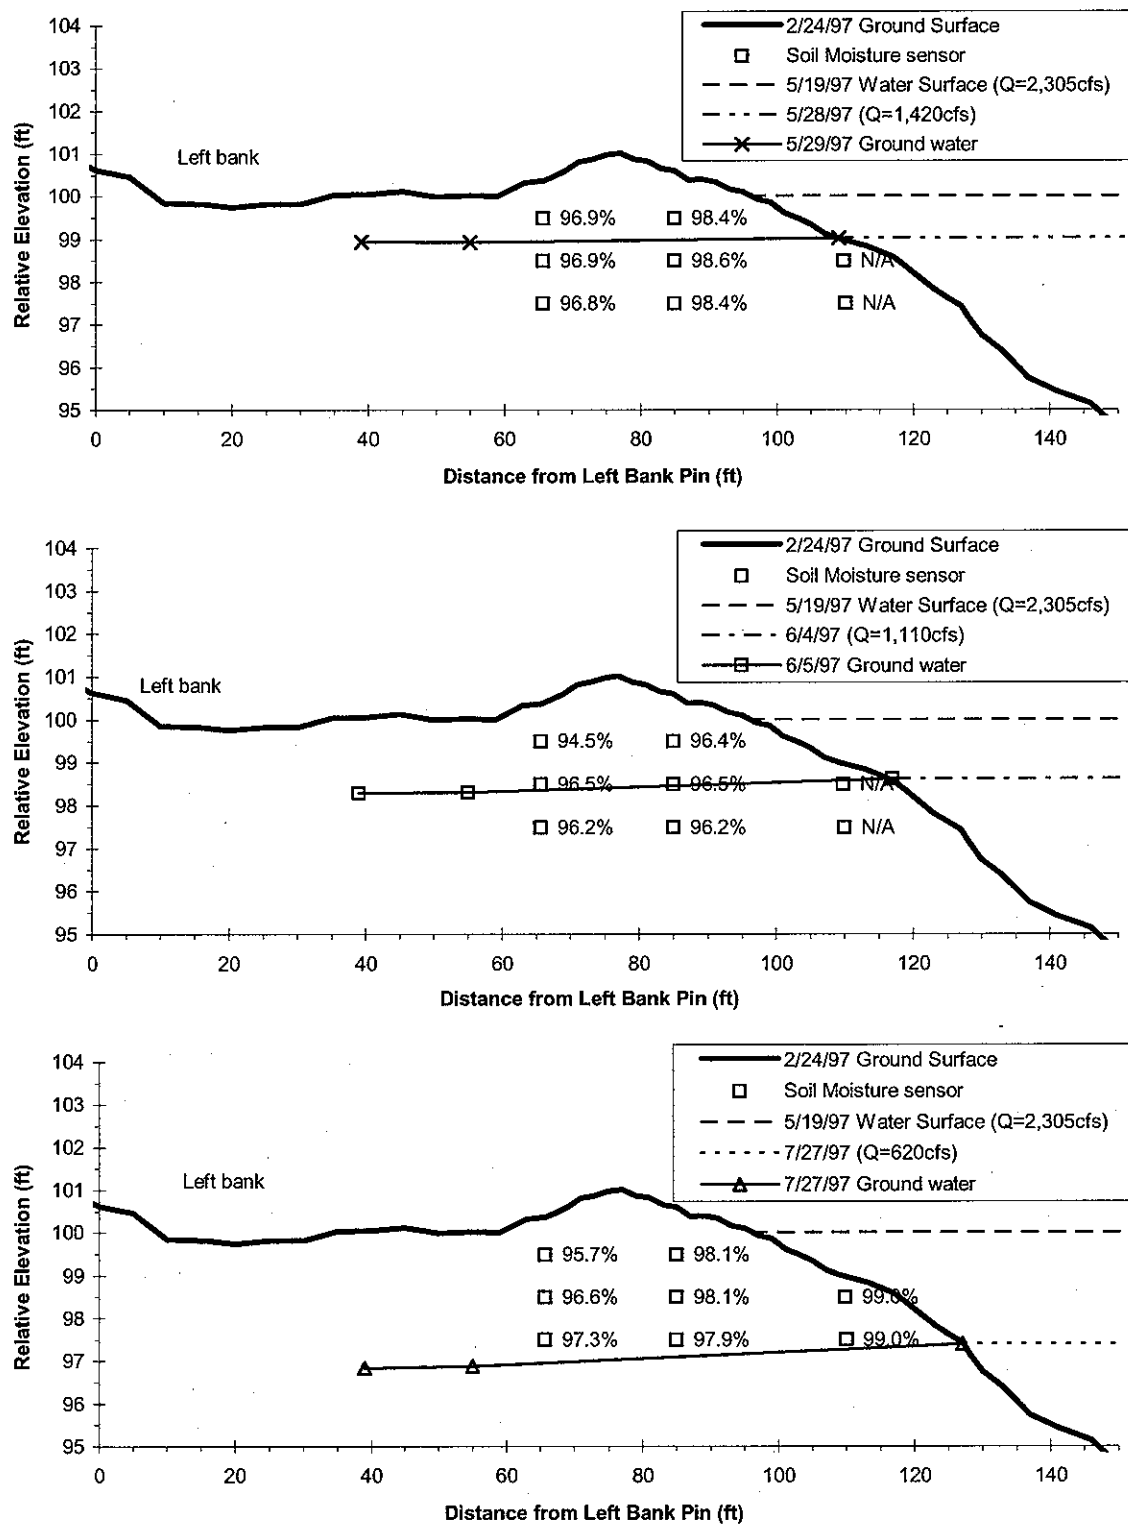 104
103
102
101
100
99
98
97
96
95
Relative Elevation (ft)
2/24/97 Ground Surface
Soil Moisture sensor
5/19/97 Water Surface (Q=2,305cfs)
5/28/97 (Q=1,420cfs)
5/29/97 Ground water
Left bank
96.9% 98.4%
96.9% 98.6% N/A
96.8% 98.4% N/A
0 20 40 60 80 100 120 140
Distance from Left Bank Pin (ft)
104
103
102
101
100
99
98
97
96
95
Relative Elevation (ft)
2/24/97 Ground Surface
Soil Moisture sensor
5/19/97 Water Surface (Q=2,305cfs)
6/4/97 (Q=1,110cfs)
6/5/97 Ground water
Left bank
94.5% 96.4%
96.5% 96.5% N/A
96.2% 96.2% N/A
0 20 40 60 80 100 120 140
Distance from Left Bank Pin (ft)
104
103
102
101
100
99
98
97
96
95
Relative Elevation (ft)
2/24/97 Ground Surface
Soil Moisture sensor
5/19/97 Water Surface (Q=2,305cfs)
7/27/97 (Q=620cfs)
7/27/97 Ground water
Left bank
95.7% 98.1%
96.6% 98.1%
97.3% 97.9% 99.0%
0 20 40 60 80 100 120 140
Distance from Left Bank Pin (ft)